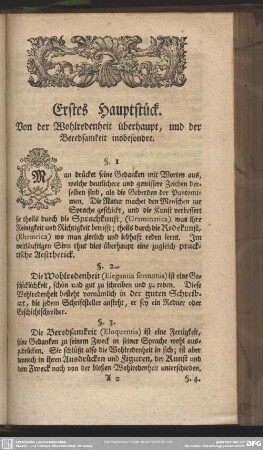 Erstes Hauptstück.
Von der Wohlredenheit überhaupt, und der
Beredsamkeit insbesondre.
§. 1
Man drücket seine Gedanken mit Worten aus,
welche deutlichere und gewissere Zeichen der-
selben sind, als die Geberden der Pantomi-
men. Die Natur machet den Menschen zur
Sprache geschickt, und die Kunst verbessert
sie theils durch die Sprachkunst, (Grammatica) was ihre
Reinigkeit und Richtigkeit betrifft; theils durch die Redekunst,
(Rhetorica) wo man zierlich und lebhaft reden lernt. Im
weitläuftigen Sinn thut dies überhaupt eine zugleich prack-
tische Aesthetick.
§. 2
Die Wohlredenheit (Elegantia sermonis) ist eine Ge-
schicklichkeit, schön und gut zu schreiben und zu reden. Diese
Wohlredenheit bestehet vornämlich in der guten Schreib-
art, die jedem Schriftsteller anstehet, er sey ein Redner oder
Geschichtschreiber.
§. 3.
Die Beredsamkeit (Eloquentia) ist eine Fertigkeit,
seine Gedanken zu seinem Zweck in seiner Sprache wohl aus-
zudrücken. Sie schlüßt also die Wohlredenheit in sich; ist aber
dennoch in ihren Ausdrücken und Figuren, der Kunst und
dem Zweck nach von der bloßen Wohlredenheit unterschieden.
A 2 §. 4.